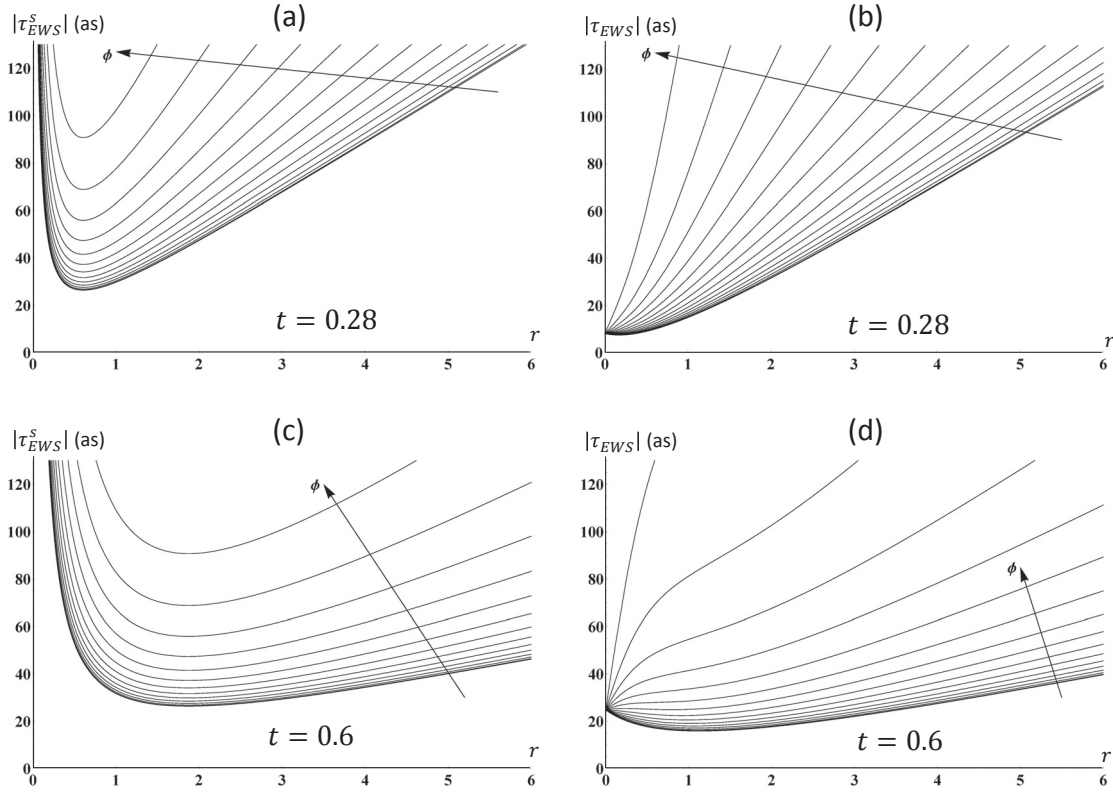 (a)
|τ^s_EWS| (as)
120
100
80
60
40
20
0
ϕ
t = 0.28
r
0 1 2 3 4 5 6
(b)
|τ_EWS| (as)
120
100
80
60
40
20
0
ϕ
t = 0.28
r
0 1 2 3 4 5 6
(c)
|τ^s_EWS| (as)
120
100
80
60
40
20
0
ϕ
t = 0.6
r
0 1 2 3 4 5 6
(d)
|τ_EWS| (as)
120
100
80
60
40
20
0
ϕ
t = 0.6
r
0 1 2 3 4 5 6